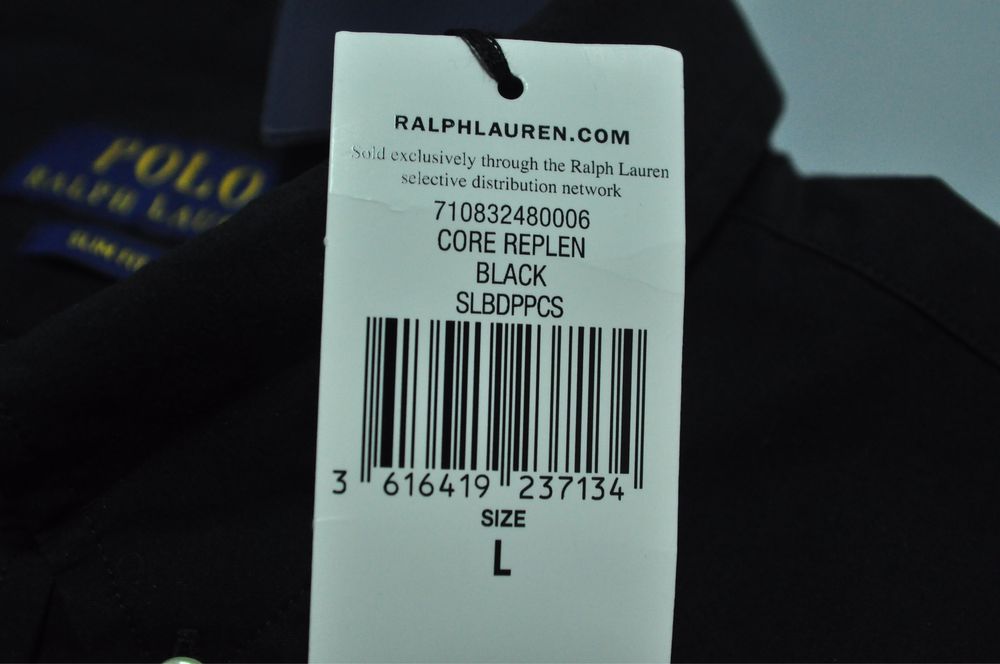 POLO
RALPH LAU
SLIM FIT
RALPHLAUREN.COM
Sold exclusively through the Ralph Lauren
selective distribution network
710832480006
CORE REPLEN
BLACK
SLBDPPCS
3 616419 237134
SIZE
L